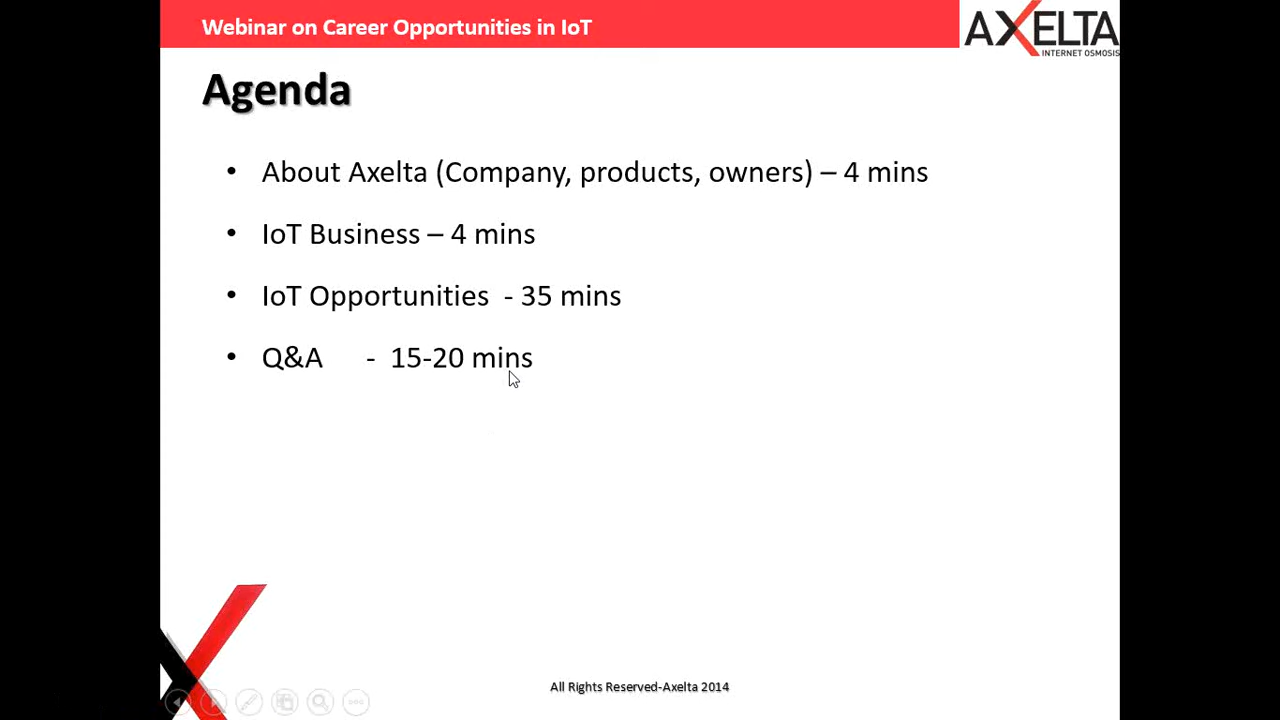 Webinar on Career Opportunities in IoT
AXELTA
INTERNET OSMOSIS
Agenda
• About Axelta (Company, products, owners) – 4 mins
• IoT Business – 4 mins
• IoT Opportunities - 35 mins
• Q&A - 15-20 mins
All Rights Reserved-Axelta 2014